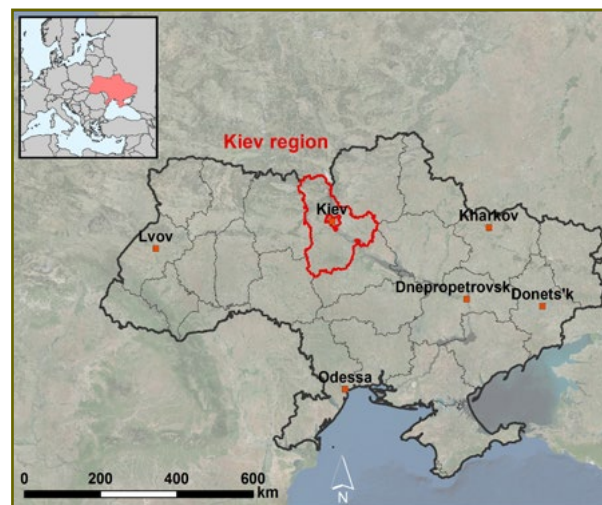 Kiev region
Kiev
Kharkov
Lvov
Dnepropetrovsk
Donets'k
Odessa
0 200 400 600
km
N